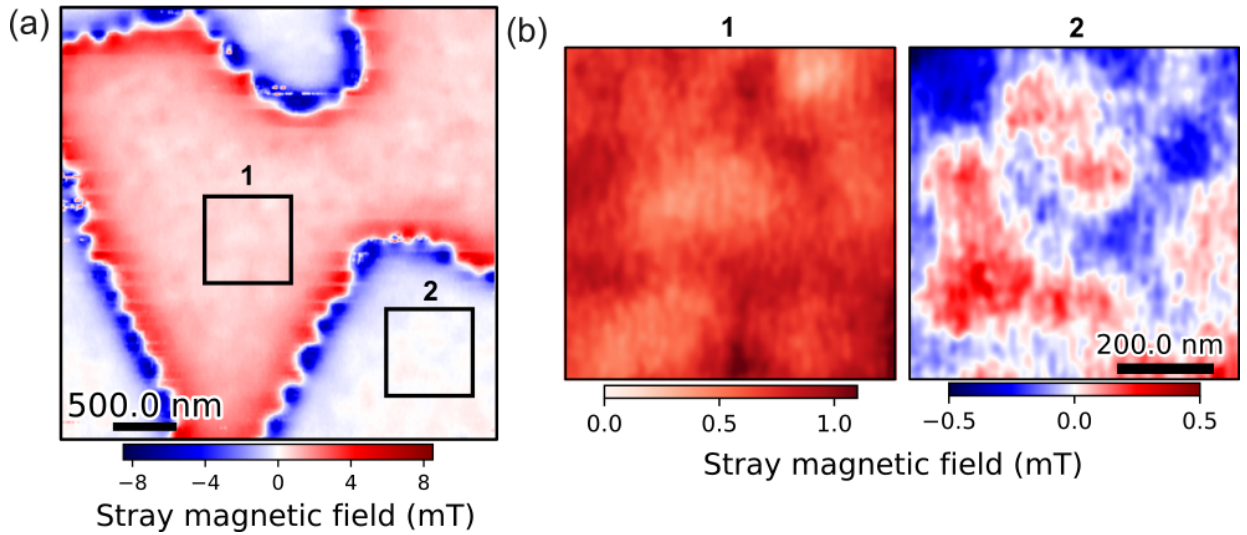 (a)
1
2
500.0 nm
−8 −4 0 4 8
Stray magnetic field (mT)
(b)
1 2
200.0 nm
0.0 0.5 1.0 −0.5 0.0 0.5
Stray magnetic field (mT)